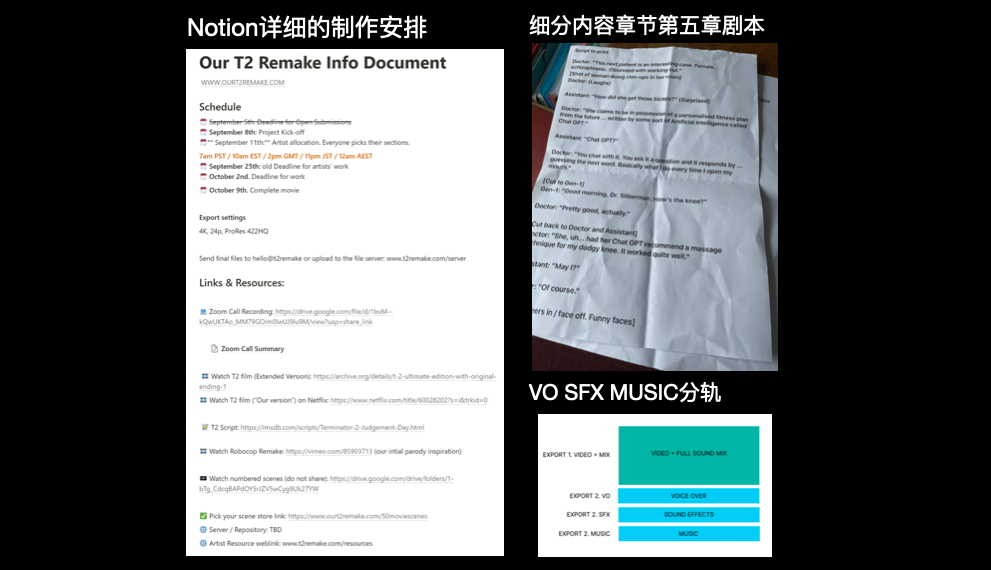 Notion详细的制作安排
Our T2 Remake Info Document
WWW.OURT2REMAKE.COM
Schedule
September 5th: Deadline for Open Submissions
September 8th: Project Kick-off
** September 11th:** Artist allocation. Everyone picks their sections.
7am PST / 10am EST / 2pm GMT / 11pm JST / 12am AEST
September 25th: old Deadline for artists' work
October 2nd. Deadline for work
October 9th. Complete movie
Export settings
4K, 24p, ProRes 422HQ
Send final files to hello@t2remake or upload to the file server: www.t2remake.com/server
Links & Resources:
Zoom Call Recording: https://drive.google.com/file/d/
view?usp=share_link
Zoom Call Summary
Watch T2 film (Extended Version): https://archive.org/details/t-2-ultimate-edition-with-original-
ending-1
Watch T2 film ("Our version") on Netflix: https://www.netflix.com/title/60028202?s=i&trkid=0
T2 Script: https://imsdb.com/scripts/Terminator-2-Judgement-Day.html
Watch Robocop Remake: https://vimeo.com/85903713 (our intial parody inspiration)
Watch numbered scenes (do not share): https://drive.google.com/drive/folders/1-
Pick your scene store link: https://www.ourt2remake.com/50moviescenes
Server / Repository: TBD
Artist Resource weblink: www.t2remake.com/resources
细分内容章节第五章剧本
Script to print
Doctor: "This next patient is an interesting case. Female,
schizophrenic. Obsessed with working out."
[Shot of woman doing chin-ups in her room]
Doctor: (Laughs)
Assistant: "How did she get those biceps?" (Surprised)
Doctor: "She claims to be in possession of a personalised fitness plan
from the future ... written by some sort of Artificial Intelligence called
Chat GPT."
Assistant: "Chat GPT?"
Doctor: "You chat with it. You ask it a question and it responds by ...
guessing the next word. Basically what I do every time I open my
mouth."
[Cut to Gen-1]
Gen-1: "Good morning, Dr. Silberman. How's the knee?"
Doctor: "Pretty good, actually."
Cut back to Doctor and Assistant]
octor: "She, uh... had her Chat GPT recommend a massage
chnique for my dodgy knee. It worked quite well."
stant: "May I?"
r: "Of course."
ers in / face off. Funny faces]
VO SFX MUSIC分轨
EXPORT 1. VIDEO + MIX
VIDEO + FULL SOUND MIX
EXPORT 2. VO
VOICE OVER
EXPORT 2. SFX
SOUND EFFECTS
EXPORT 2. MUSIC
MUSIC